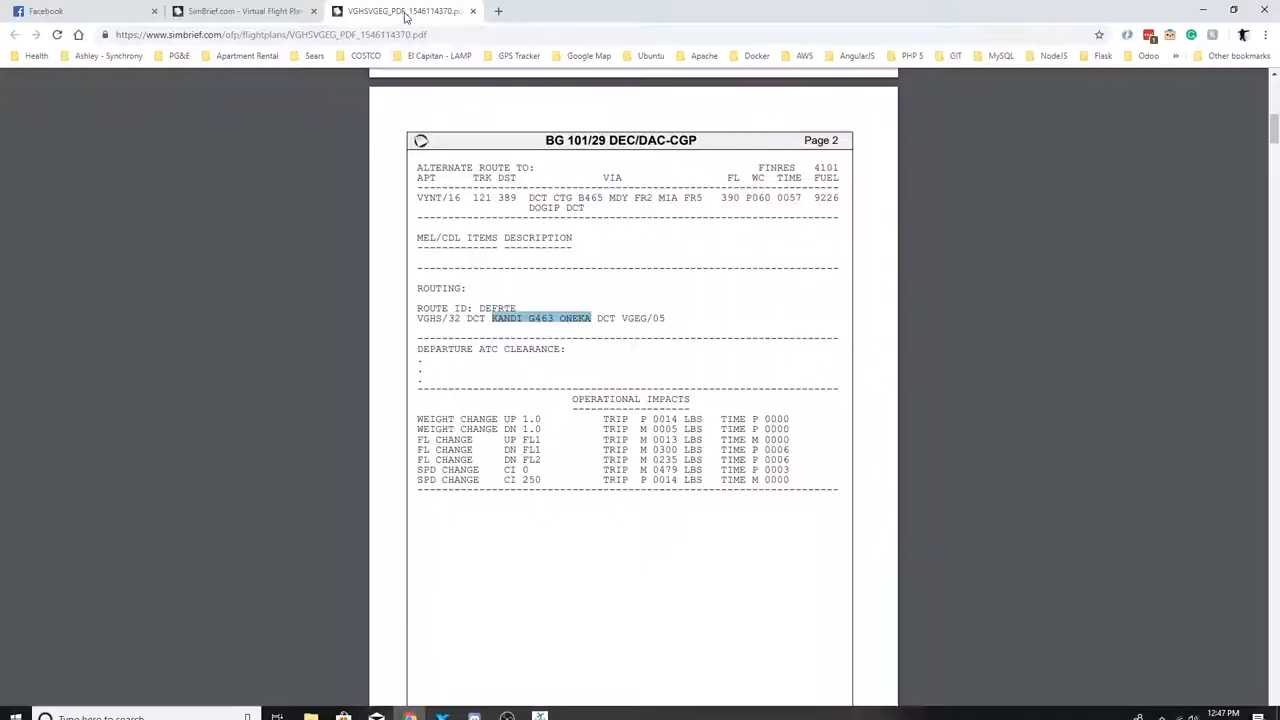 Facebook
SimBrief.com - Virtual Flight Plan
VGHSVGEG_PDF_1546114370.pdf
https://www.simbrief.com/ofp/flightplans/VGHSVGEG_PDF_1546114370.pdf
Health Ashley - Synchrony PG&E Apartment Rental Sears COSTCO El Capitan - LAMP GPS Tracker Google Map Ubuntu Apache Docker AWS AngularJS PHP 5 GIT MySQL NodeJS Flask Odoo » Other bookmarks
BG 101/29 DEC/DAC-CGP Page 2
ALTERNATE ROUTE TO: FINRES 4101
APT TRK DST VIA FL WC TIME FUEL
VYNT/16 121 389 DCT CTG B465 MDY FR2 MIA FR5 390 P060 0057 9226
DOGIP DCT
MEL/CDL ITEMS DESCRIPTION
ROUTING:
ROUTE ID: DEFRTE
VGHS/32 DCT KANDI G463 ONEKA DCT VGEG/05
DEPARTURE ATC CLEARANCE:
.
.
.
OPERATIONAL IMPACTS
WEIGHT CHANGE UP 1.0 TRIP P 0014 LBS TIME P 0000
WEIGHT CHANGE DN 1.0 TRIP M 0005 LBS TIME P 0000
FL CHANGE UP FL1 TRIP M 0013 LBS TIME M 0000
FL CHANGE DN FL1 TRIP M 0300 LBS TIME P 0006
FL CHANGE DN FL2 TRIP M 0235 LBS TIME P 0006
SPD CHANGE CI 0 TRIP M 0479 LBS TIME P 0003
SPD CHANGE CI 250 TRIP P 0014 LBS TIME M 0000
Type here to search
12:47 PM